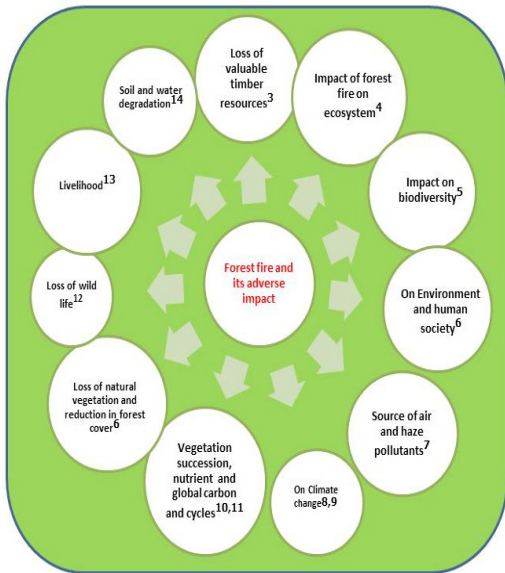 Loss of
valuable
timber
resources3
Impact of forest
fire on
ecosystem4
Impact on
biodiversity5
On Environment
and human
society6
Source of air
and haze
pollutants7
On Climate
change8,9
Vegetation
succession,
nutrient and
global carbon
and cycles10,11
Loss of natural
vegetation and
reduction in forest
cover6
Loss of wild
life12
Livelihood13
Soil and water
degradation14
Forest fire and
its adverse
impact